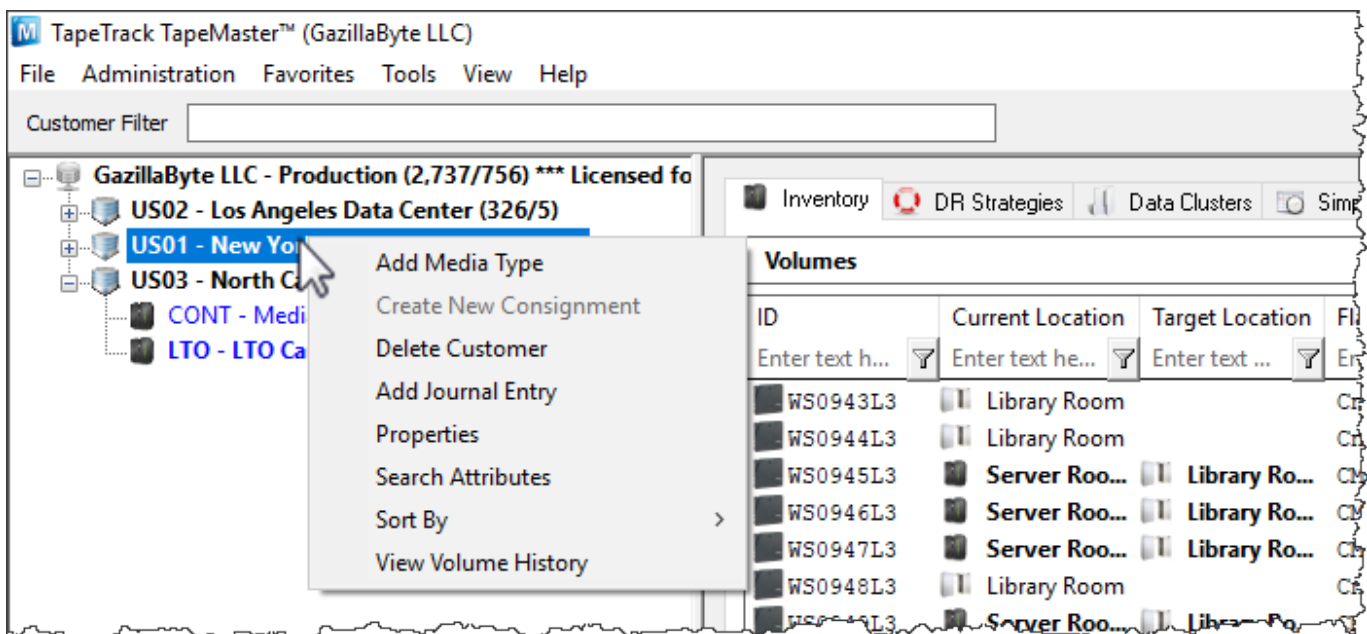 TapeTrack TapeMaster™ (GazillaByte LLC)
File Administration Favorites Tools View Help
Customer Filter
GazillaByte LLC - Production (2,737/756) *** Licensed fo
US02 - Los Angeles Data Center (326/5)
US01 - New Yo
US03 - North Ca
CONT - Medi
LTO - LTO Ca
Add Media Type
Create New Consignment
Delete Customer
Add Journal Entry
Properties
Search Attributes
Sort By
View Volume History
Inventory DR Strategies Data Clusters Simp
Volumes
ID Current Location Target Location
Enter text h... Enter text he... Enter text ...
WS0943L3 Library Room
WS0944L3 Library Room
WS0945L3 Server Roo... Library Ro...
WS0946L3 Server Roo... Library Ro...
WS0947L3 Server Roo... Library Ro...
WS0948L3 Library Room
Server Roo...